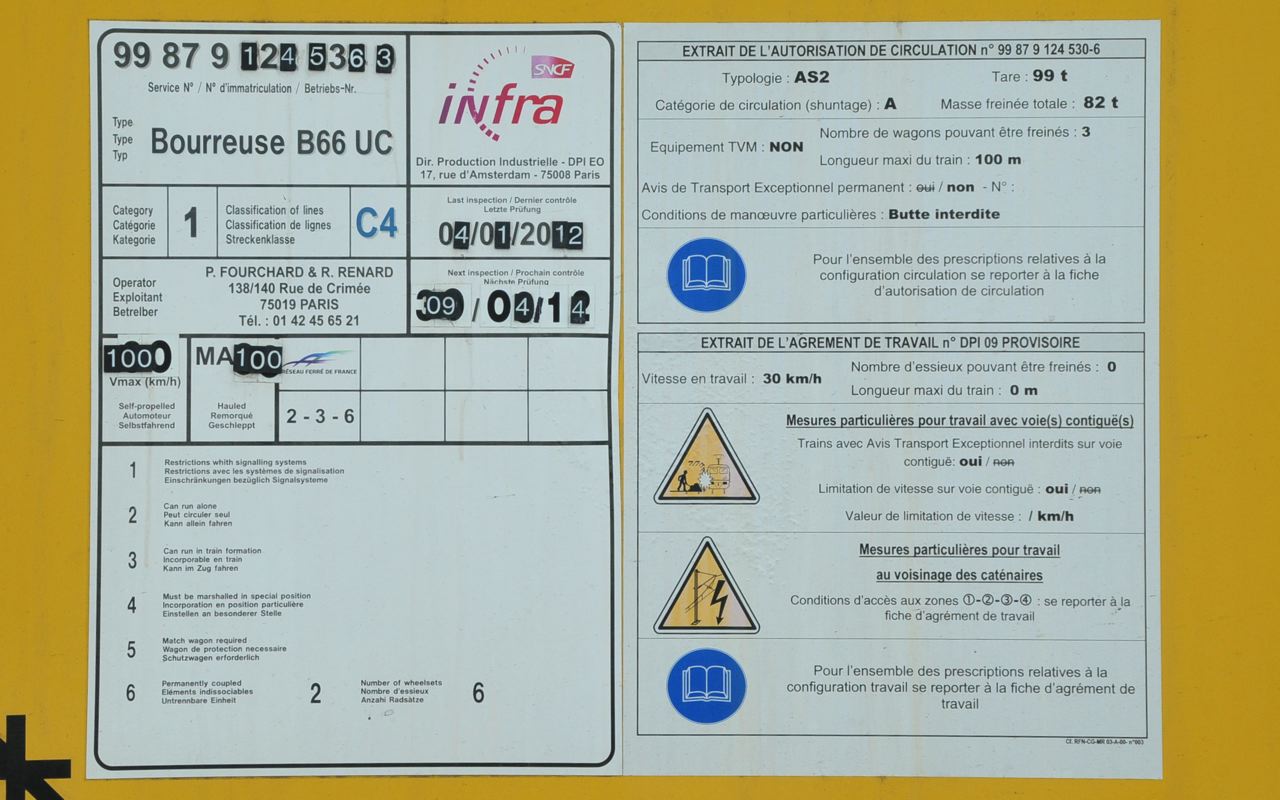 99 87 9 124 536 3
Service N° / N° d'immatriculation / Betriebs-Nr.
Type
Type
Typ
Bourreuse B66 UC
SNCF
infra
Dir. Production Industrielle - DPI EO
17, rue d'Amsterdam - 75008 Paris
Category
Catégorie
Kategorie
1
Classification of lines
Classification de lignes
Streckenklasse
C4
Last inspection / Dernier contrôle
Letzte Prüfung
04/01/2012
Operator
Exploitant
Betrelber
P. FOURCHARD & R. RENARD
138/140 Rue de Crimée
75019 PARIS
Tél. : 01 42 45 65 21
Next inspection / Prochain contrôle
Nächste Prüfung
09 / 04/14
100
Vmax (km/h)
MA 100
RÉSEAU FERRÉ DE FRANCE
Self-propelled
Automoteur
Selbstfahrend
Hauled
Remorqué
Geschleppt
2 - 3 - 6
1
Restrictions whith signalling systems
Restrictions avec les systèmes de signalisation
Einschränkungen bezüglich Signalsysteme
2
Can run alone
Peut circuler seul
Kann allein fahren
3
Can run in train formation
Incorporable en train
Kann im Zug fahren
4
Must be marshalled in special position
Incorporation en position particulière
Einstellen an besonderer Stelle
5
Match wagon required
Wagon de protection necessaire
Schutzwagen erforderlich
6
Permanently coupled
Eléments indissociables
Untrennbare Einheit
2
Number of wheelsets
Nombre d'essieux
Anzahl Radsätze
6
EXTRAIT DE L'AUTORISATION DE CIRCULATION n° 99 87 9 124 530-6
Typologie : AS2 Tare : 99 t
Catégorie de circulation (shuntage) : A Masse freinée totale : 82 t
Equipement TVM : NON
Nombre de wagons pouvant être freinés : 3
Longueur maxi du train : 100 m
Avis de Transport Exceptionnel permanent : oui / non - N° :
Conditions de manœuvre particulières : Butte interdite
Pour l'ensemble des prescriptions relatives à la
configuration circulation se reporter à la fiche
d'autorisation de circulation
EXTRAIT DE L'AGREMENT DE TRAVAIL n° DPI 09 PROVISOIRE
Vitesse en travail : 30 km/h
Nombre d'essieux pouvant être freinés : 0
Longueur maxi du train : 0 m
Mesures particulières pour travail avec voie(s) contiguë(s)
Trains avec Avis Transport Exceptionnel interdits sur voie
contiguë: oui / non
Limitation de vitesse sur voie contiguë : oui / non
Valeur de limitation de vitesse : / km/h
Mesures particulières pour travail
au voisinage des caténaires
Conditions d'accès aux zones ①-②-③-④ : se reporter à la
fiche d'agrément de travail
Pour l'ensemble des prescriptions relatives à la
configuration travail se reporter à la fiche d'agrément de
travail
Cf. RFN-CG-MR 03-A-00- n°003